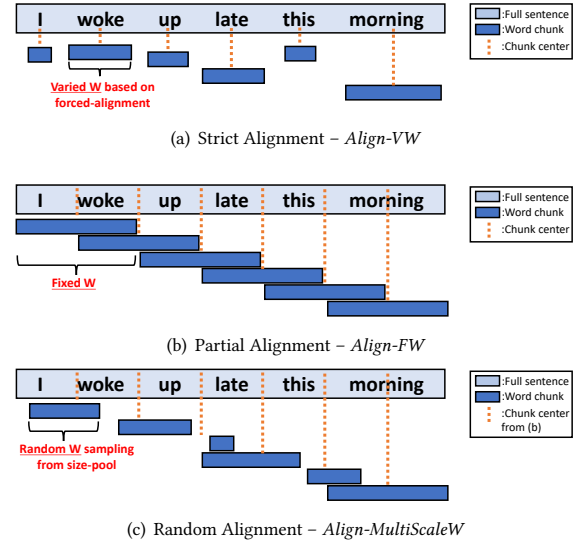 I woke up late this morning
:Full sentence
:Word chunk
:Chunk center
Varied W based on
forced-alignment
(a) Strict Alignment – Align-VW
I woke up late this morning
:Full sentence
:Word chunk
:Chunk center
Fixed W
(b) Partial Alignment – Align-FW
I woke up late this morning
:Full sentence
:Word chunk
:Chunk center
from (b)
Random W sampling
from size-pool
(c) Random Alignment – Align-MultiScaleW